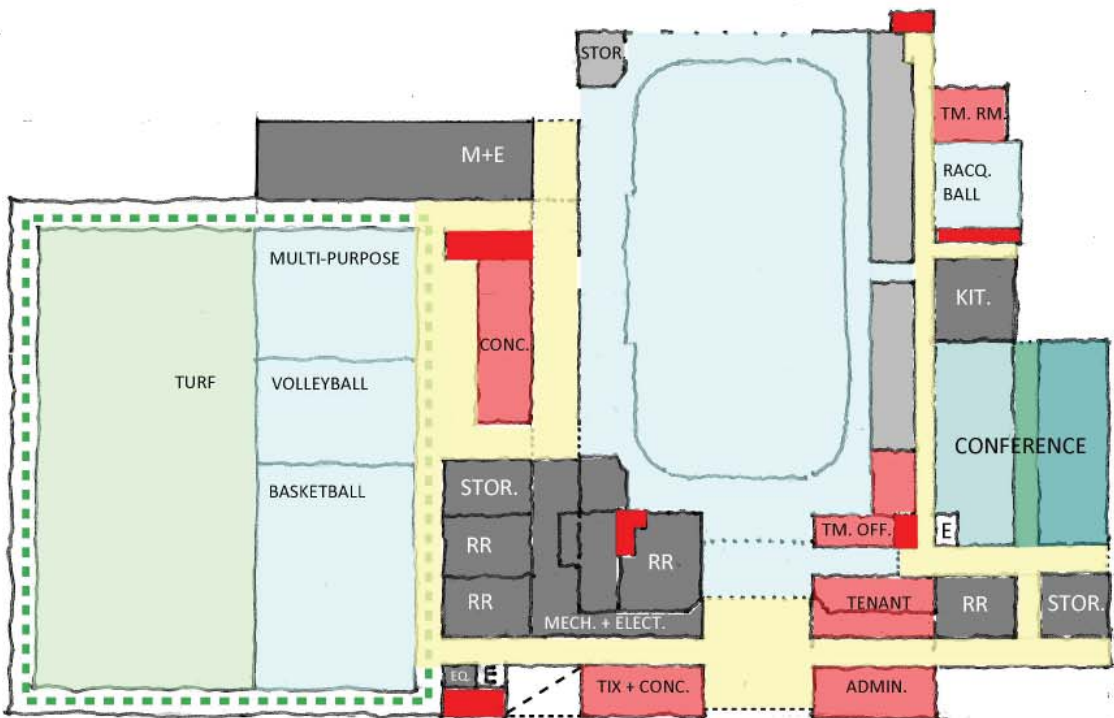 STOR.
TM. RM.
M+E
RACQ.
BALL
MULTI-PURPOSE
KIT.
CONC.
TURF
VOLLEYBALL
CONFERENCE
BASKETBALL
STOR.
TM. OFF.
E
RR
RR
RR
TENANT
RR
STOR.
MECH. + ELECT.
EQ.
E
TIX + CONC.
ADMIN.